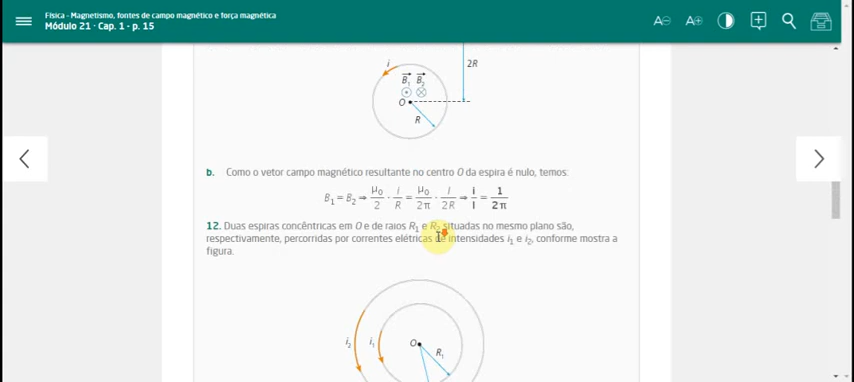 Física - Magnetismo, fontes de campo magnético e força magnética
Módulo 21 · Cap. 1 - p. 15
A⊖ A⊕
2R
i
B₁ B₂
O
R
b. Como o vetor campo magnético resultante no centro O da espira é nulo, temos:
B₁ = B₂ ⇒ μ₀/2 · i/R = μ₀/2π · I/2R ⇒ i/I = 1/2π
12. Duas espiras concêntricas em O e de raios R₁ e R₂ situadas no mesmo plano são,
respectivamente, percorridas por correntes elétricas de intensidades i₁ e i₂, conforme mostra a
figura.
i₂ i₁ O
R₁